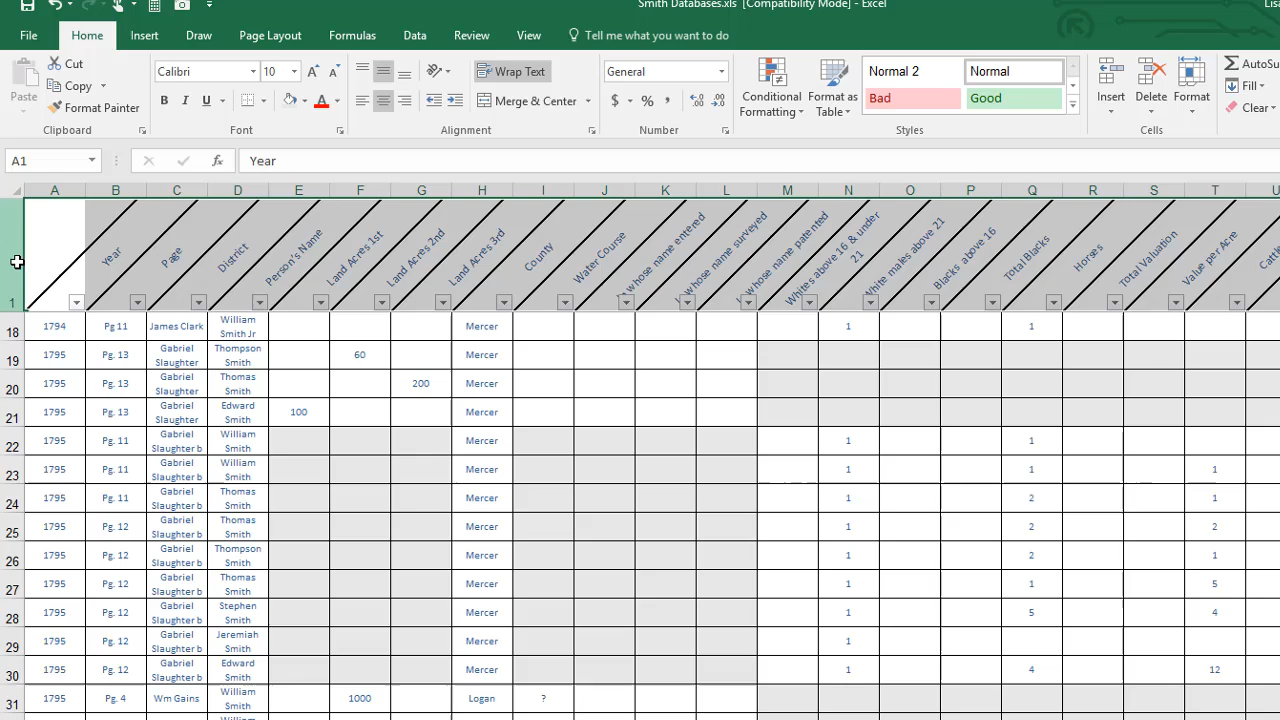 Smith Databases.xls [Compatibility Mode] - Excel
File Home Insert Draw Page Layout Formulas Data Review View Tell me what you want to do
Cut Calibri 10 Wrap Text General Normal 2 Normal
Paste Copy Merge & Center $ % Conditional Formatting Format as Table Bad Good Insert Delete Format Fill
Format Painter B I U A Clear
Clipboard Font Alignment Number Styles Cells
A1 fx Year
A B C D E F G H I J K L M N O P Q R S T
1 Year Page District Person's Name Land Acres 1st Land Acres 2nd Land Acres 3rd County Water Course whose name entered whose name surveyed whose name patented Whites above 16 & under 21 White males above 21 Blacks above 16 Total Blacks Horses Total Valuation Value per Acre
18 1794 Pg 11 James Clark William Smith Jr Mercer 1 1
19 1795 Pg. 13 Gabriel Slaughter Thompson Smith 60 Mercer
20 1795 Pg. 13 Gabriel Slaughter Thomas Smith 200 Mercer
21 1795 Pg. 13 Gabriel Slaughter Edward Smith 100 Mercer
22 1795 Pg. 11 Gabriel Slaughter b William Smith Mercer 1 1
23 1795 Pg. 11 Gabriel Slaughter b William Smith Mercer 1 1 1
24 1795 Pg. 11 Gabriel Slaughter b Thomas Smith Mercer 1 2 1
25 1795 Pg. 12 Gabriel Slaughter b Thomas Smith Mercer 1 2 2
26 1795 Pg. 12 Gabriel Slaughter b Thompson Smith Mercer 1 2 1
27 1795 Pg. 12 Gabriel Slaughter b Thomas Smith Mercer 1 1 5
28 1795 Pg. 12 Gabriel Slaughter b Stephen Smith Mercer 1 5 4
29 1795 Pg. 12 Gabriel Slaughter b Jeremiah Smith Mercer 1
30 1795 Pg. 12 Gabriel Slaughter b Edward Smith Mercer 1 4 12
31 1795 Pg. 4 Wm Gains William Smith 1000 Logan ?